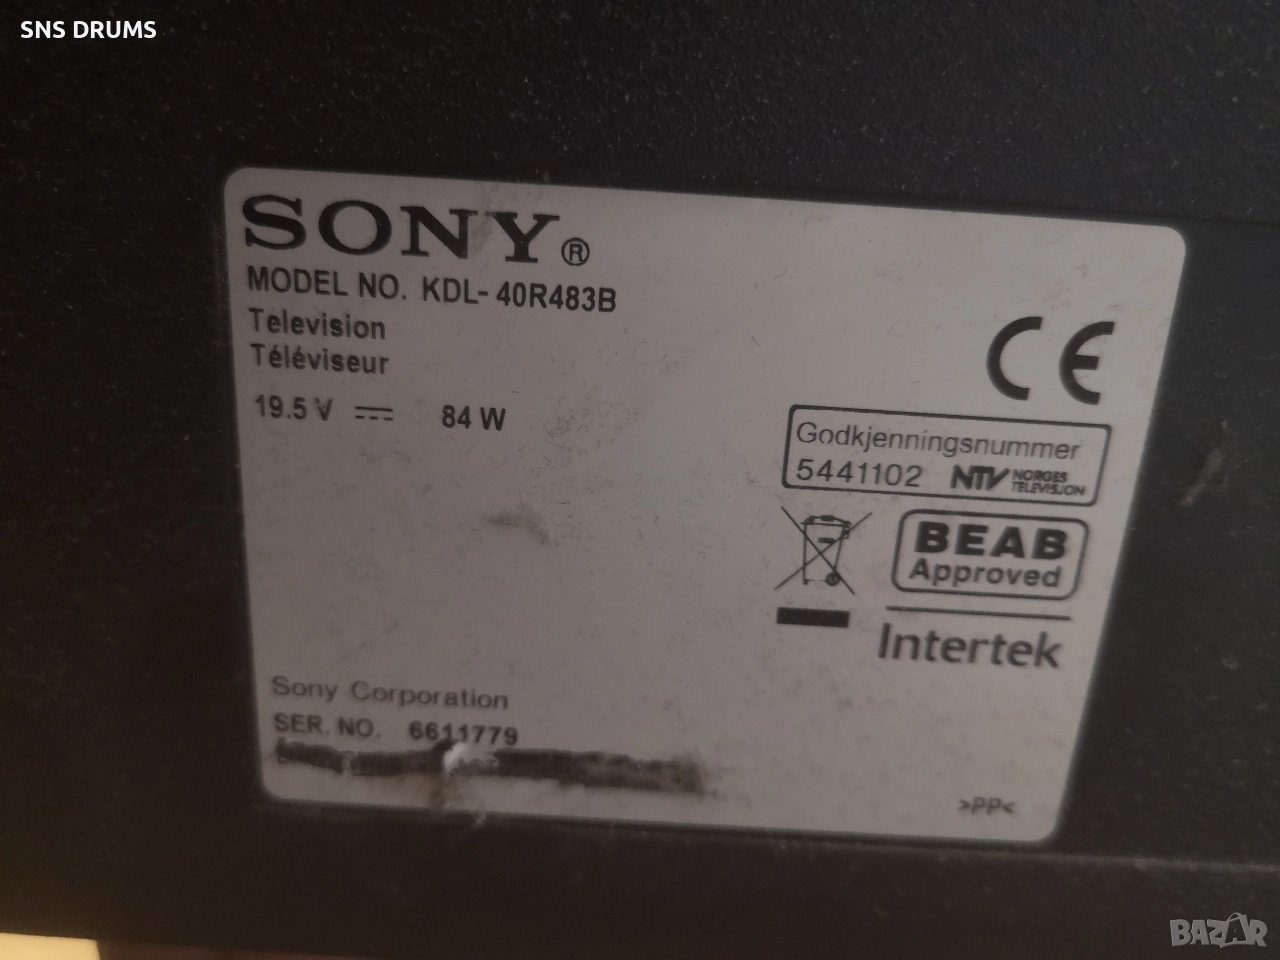 SNS DRUMS
SONY®
MODEL NO. KDL-40R483B
Television
Téléviseur
19.5 V ⎓ 84 W
CE
Godkjenningsnummer
5441102 NTV NORGES TELEVISJON
BEAB
Approved
Intertek
Sony Corporation
SER. NO. 6611779
>PP<
BAZAR